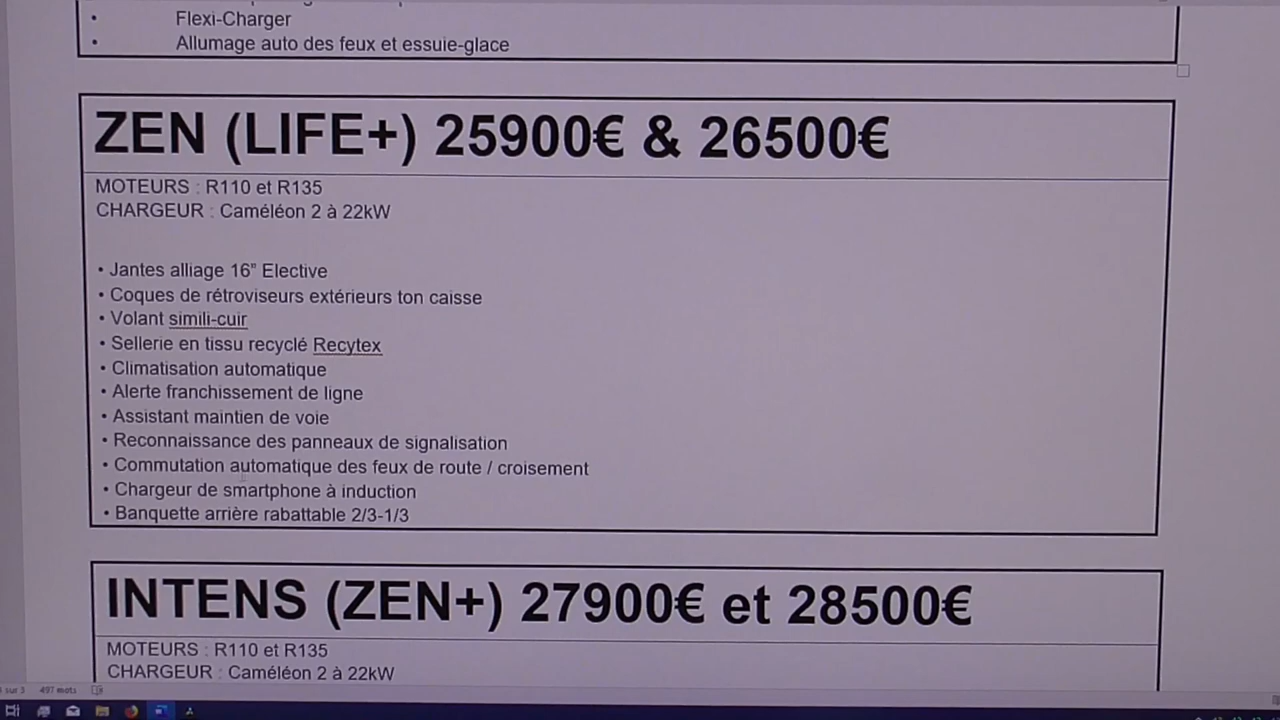 • Flexi-Charger
• Allumage auto des feux et essuie-glace
ZEN (LIFE+) 25900€ & 26500€
MOTEURS : R110 et R135
CHARGEUR : Caméléon 2 à 22kW
• Jantes alliage 16" Elective
• Coques de rétroviseurs extérieurs ton caisse
• Volant simili-cuir
• Sellerie en tissu recyclé Recytex
• Climatisation automatique
• Alerte franchissement de ligne
• Assistant maintien de voie
• Reconnaissance des panneaux de signalisation
• Commutation automatique des feux de route / croisement
• Chargeur de smartphone à induction
• Banquette arrière rabattable 2/3-1/3
INTENS (ZEN+) 27900€ et 28500€
MOTEURS : R110 et R135
CHARGEUR : Caméléon 2 à 22kW
sur 3 497 mots